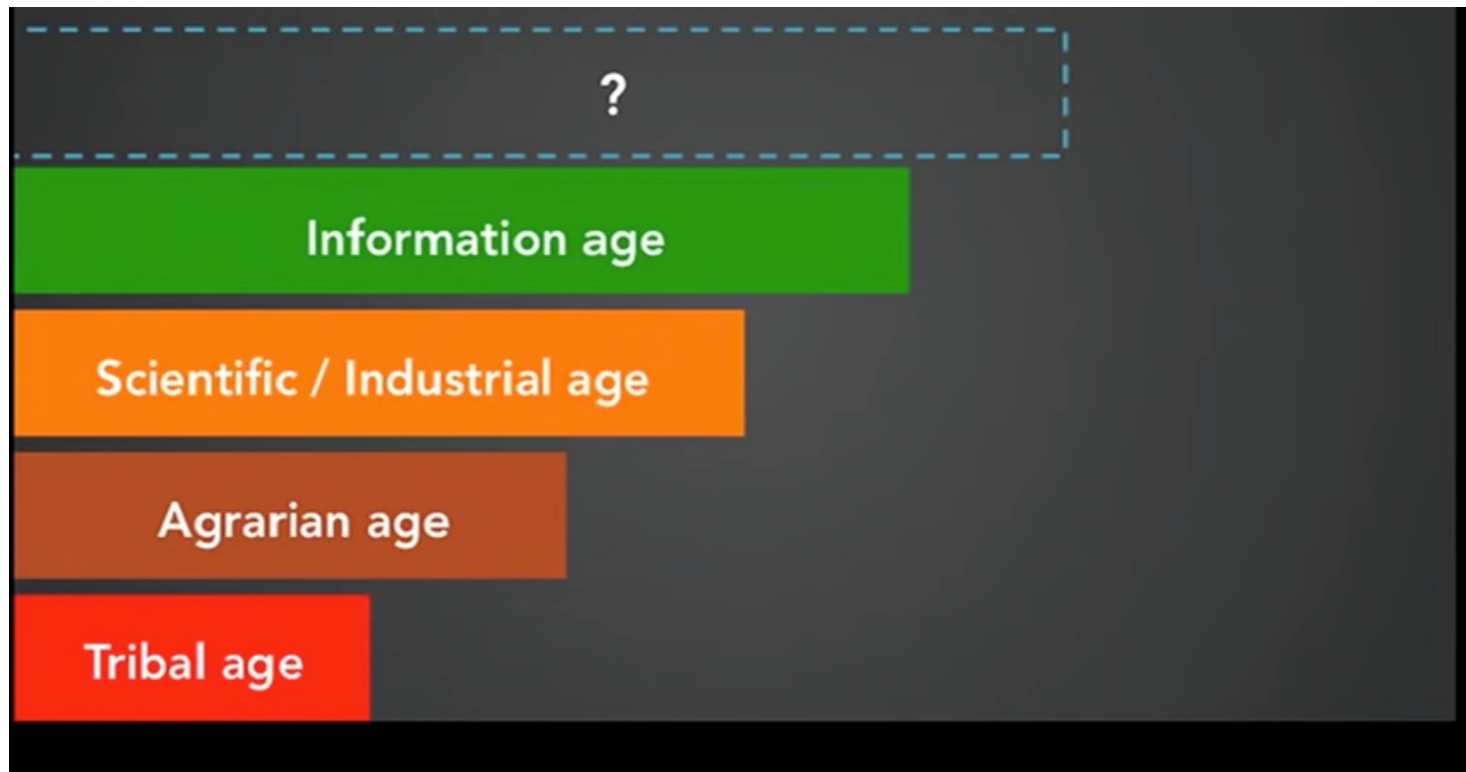 ?
Information age
Scientific / Industrial age
Agrarian age
Tribal age